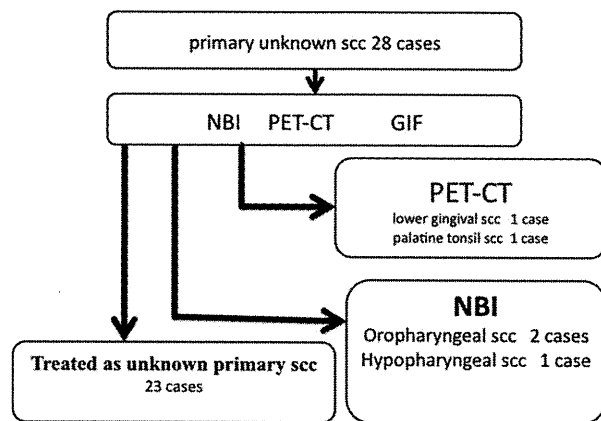 primary unknown scc 28 cases
NBI PET-CT GIF
PET-CT
lower gingival scc 1 case
palatine tonsil scc 1 case
NBI
Oropharyngeal scc 2 cases
Hypopharyngeal scc 1 case
Treated as unknown primary scc
23 cases